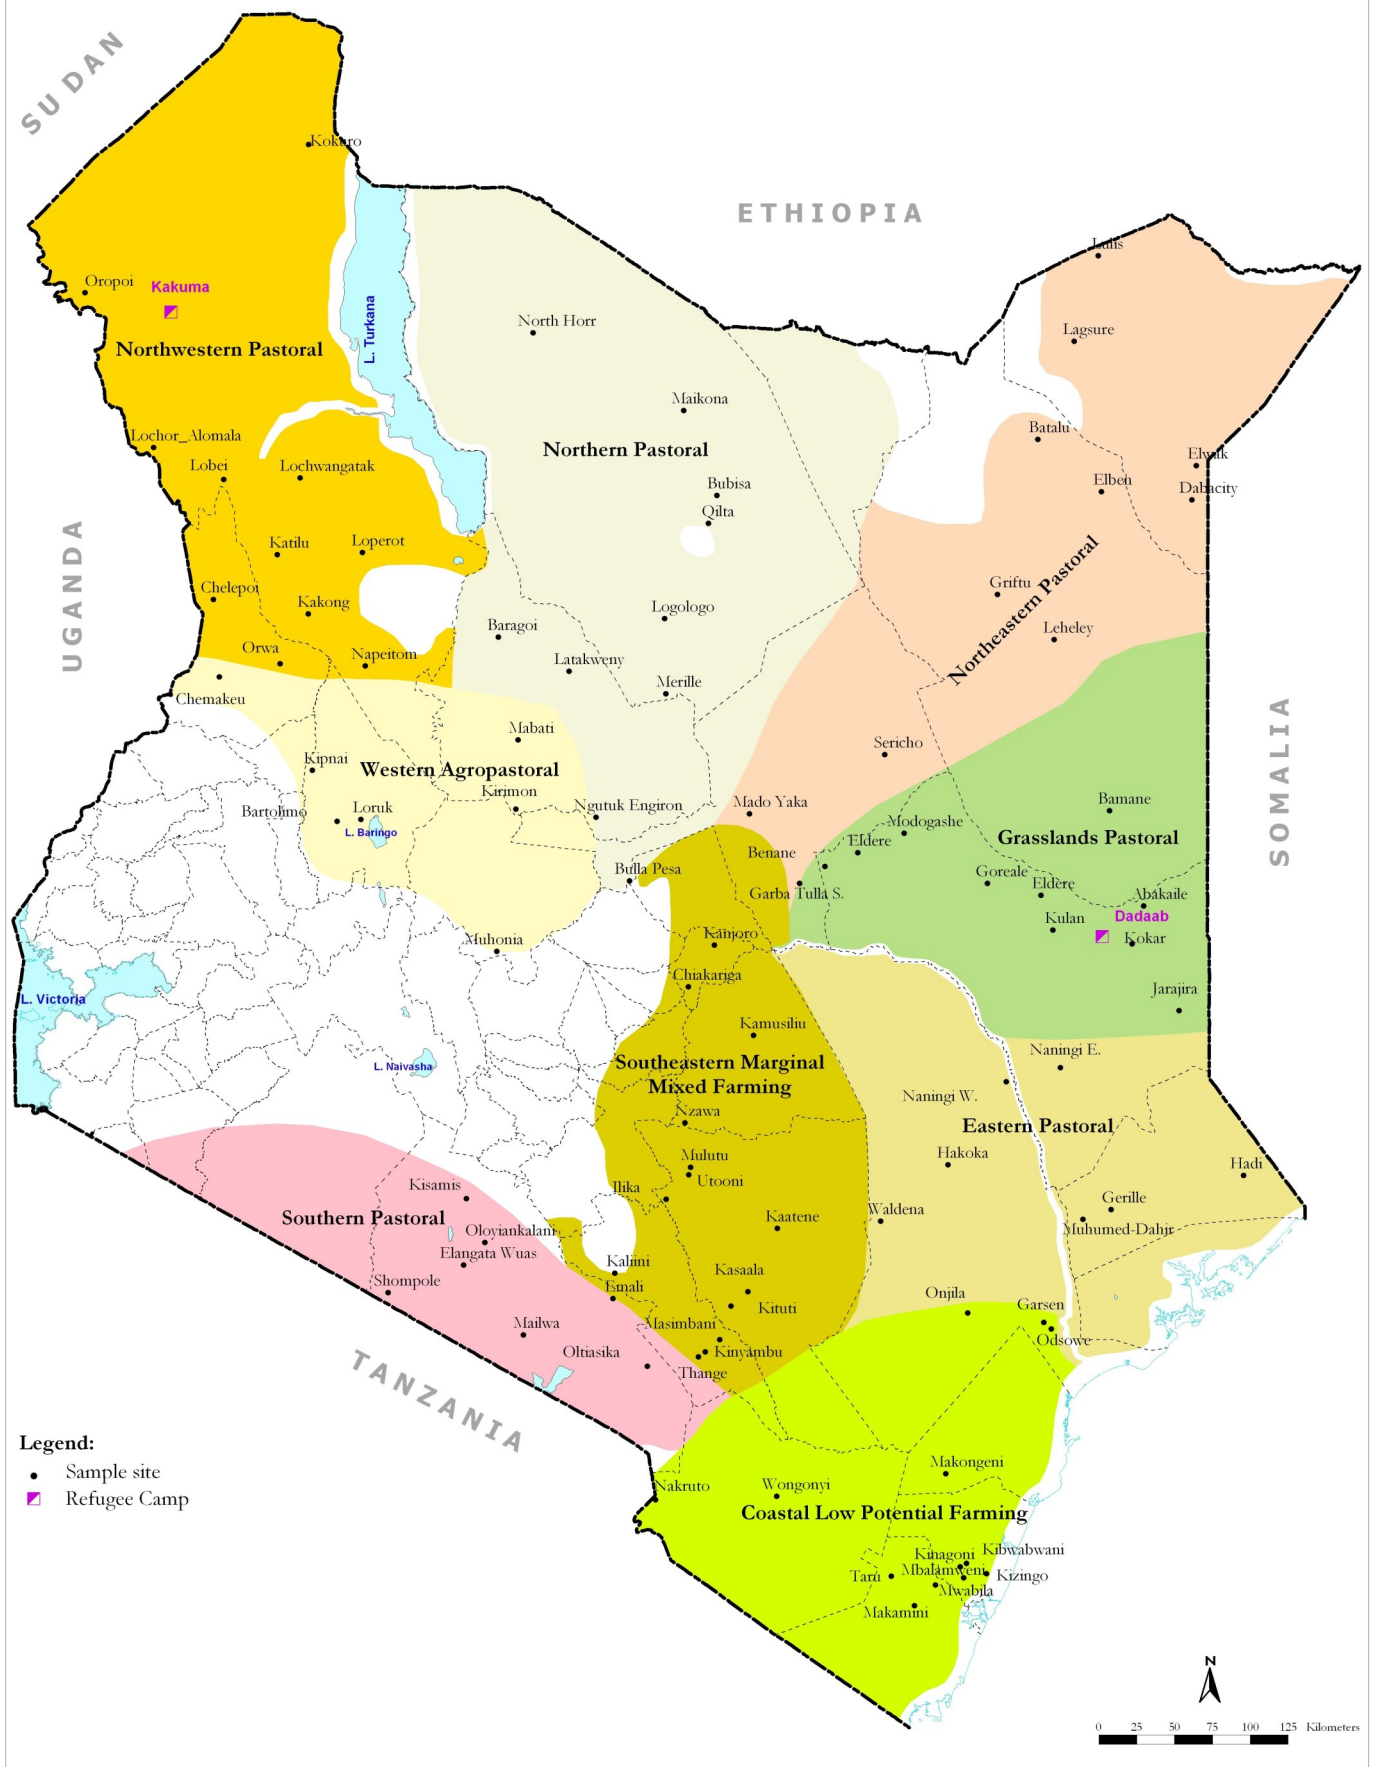 SUDAN
Kokuro
ETHIOPIA
Lalis
Oropoi
Kakuma
Northwestern Pastoral
L. Turkana
North Horr
Lagsure
Maikona
Northern Pastoral
Batalu
Lochor_Alomala
Lobei
Lochwangatak
Bubisa
Qilta
Elwak
Elben
Dabacity
UGANDA
Katilu
Loperot
Northeastern Pastoral
Griftu
Chelepoi
Kakong
Logologo
Baragoi
Leheley
Orwa
Napeitom
Latakweny
Merille
Chemakeu
SOMALIA
Mabati
Sericho
Kipnai
Western Agropastoral
Kirimon
Ngutuk Engiron
Mado Yaka
Bamane
Bartolimo
Loruk
L. Baringo
Modogashe
Grasslands Pastoral
Eldere
Benane
Bulla Pesa
Garba Tulla S.
Goreale
Eldere
Abakaile
Dadaab
Kulan
Kokar
Muhonia
Kanjoro
Chiakariga
Jarajira
L. Victoria
Kamusiliu
L. Naivasha
Southeastern Marginal
Mixed Farming
Naningi E.
Naningi W.
Nzawa
Eastern Pastoral
Mulutu
Utooni
Hakoka
Hadi
Kisamis
Ilika
Southern Pastoral
Kaatene
Waldena
Gerille
Muhumed-Dahir
Oloyiankalani
Elangata Wuas
Kaliini
Shompole
Emali
Kasaala
Kituti
Onjila
Garsen
Odsowe
Mailwa
Masimbani
Oltiasika
Kinyambu
Thange
TANZANIA
Legend:
Sample site
Refugee Camp
Nakruto
Wongonyi
Makongeni
Coastal Low Potential Farming
Kinagoni
Kibwabwani
Taru
Mbalamweni
Kizingo
Mwabila
Makamini
N
0 25 50 75 100 125 Kilometers